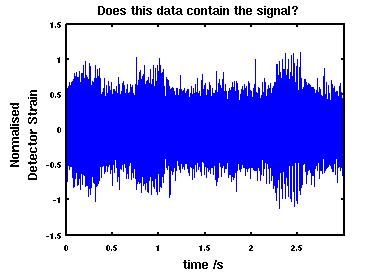 Does this data contain the signal?
1.5
1
0.5
0
-0.5
-1
-1.5
Normalised
Detector Strain
0 0.5 1 1.5 2 2.5
time /s